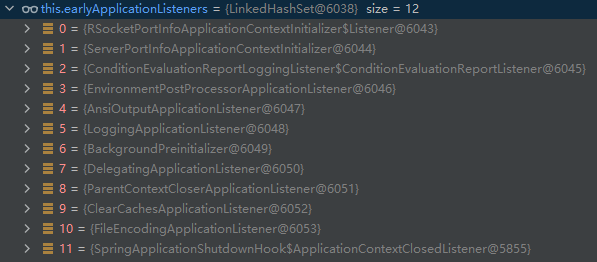 this.earlyApplicationListeners = {LinkedHashSet@6038} size = 12
0 = {RSocketPortInfoApplicationContextInitializer$Listener@6043}
1 = {ServerPortInfoApplicationContextInitializer@6044}
2 = {ConditionEvaluationReportLoggingListener$ConditionEvaluationReportListener@6045}
3 = {EnvironmentPostProcessorApplicationListener@6046}
4 = {AnsiOutputApplicationListener@6047}
5 = {LoggingApplicationListener@6048}
6 = {BackgroundPreinitializer@6049}
7 = {DelegatingApplicationListener@6050}
8 = {ParentContextCloserApplicationListener@6051}
9 = {ClearCachesApplicationListener@6052}
10 = {FileEncodingApplicationListener@6053}
11 = {SpringApplicationShutdownHook$ApplicationContextClosedListener@5855}